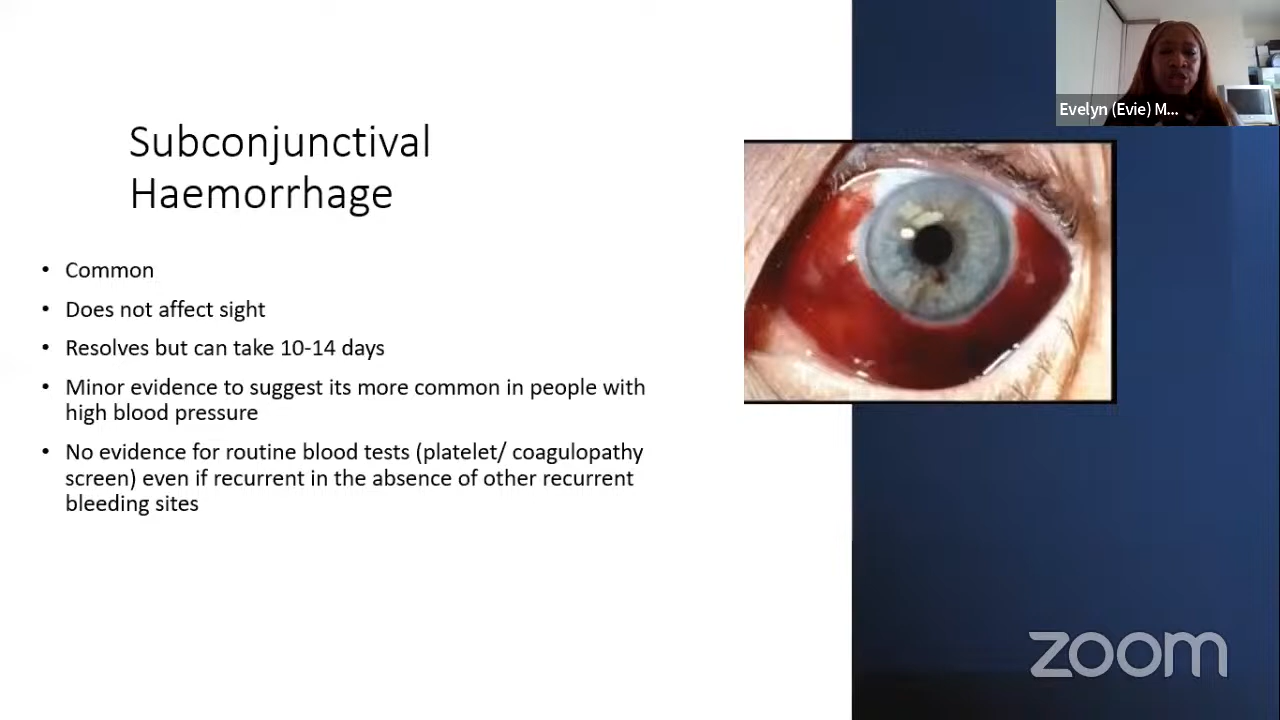 Evelyn (Evie) M...
Subconjunctival
Haemorrhage
• Common
• Does not affect sight
• Resolves but can take 10-14 days
• Minor evidence to suggest its more common in people with
high blood pressure
• No evidence for routine blood tests (platelet/ coagulopathy
screen) even if recurrent in the absence of other recurrent
bleeding sites
zoom